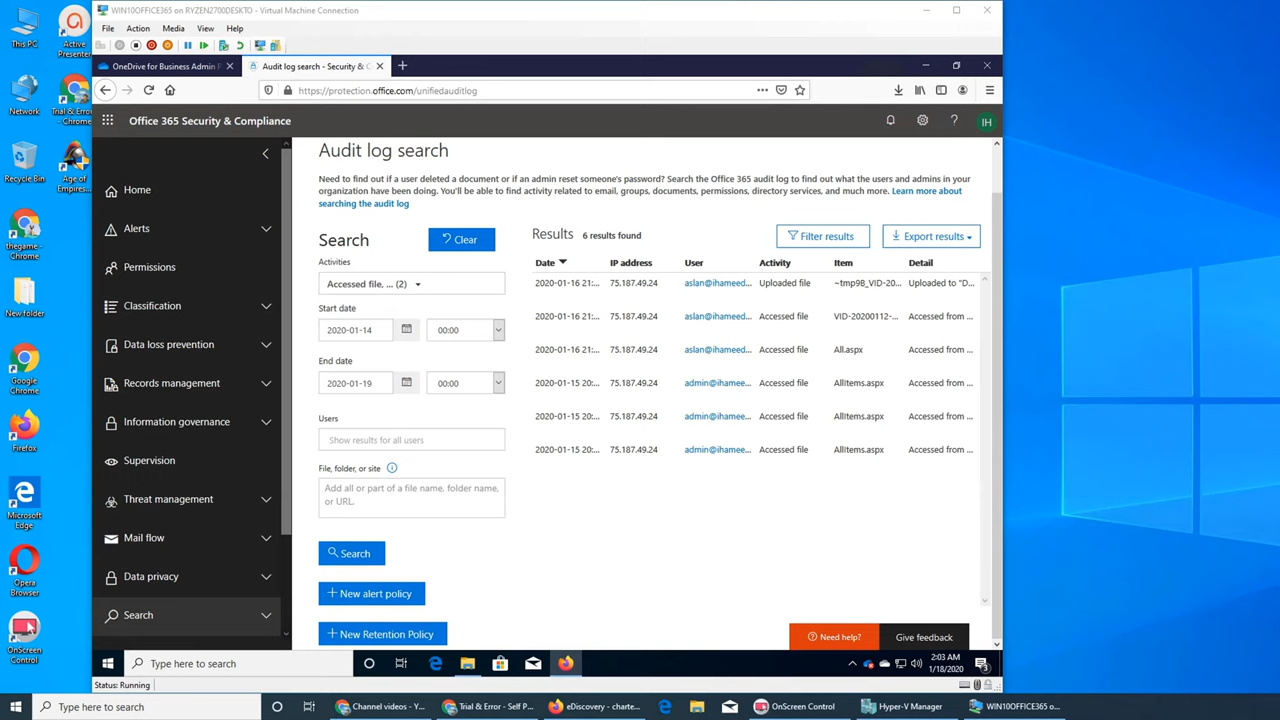 WIN10OFFICE365 on RYZEN2700DESKTO - Virtual Machine Connection
File Action Media View Help
OneDrive for Business Admin
Audit log search - Security & C
https://protection.office.com/unifiedauditlog
Office 365 Security & Compliance
IH
Home
Alerts
Permissions
Classification
Data loss prevention
Records management
Information governance
Supervision
Threat management
Mail flow
Data privacy
Search
Audit log search
Need to find out if a user deleted a document or if an admin reset someone's password? Search the Office 365 audit log to find out what the users and admins in your
organization have been doing. You'll be able to find activity related to email, groups, documents, permissions, directory services, and much more. Learn more about
searching the audit log
Search
Clear
Activities
Accessed file, ... (2)
Start date
2020-01-14 00:00
End date
2020-01-19 00:00
Users
Show results for all users
File, folder, or site
Add all or part of a file name, folder name,
or URL.
Search
New alert policy
New Retention Policy
Results 6 results found
Filter results
Export results
Date IP address User Activity Item Detail
2020-01-16 21:... 75.187.49.24 aslan@ihameed... Uploaded file ~tmp9B_VID-20... Uploaded to "D...
2020-01-16 21:... 75.187.49.24 aslan@ihameed... Accessed file VID-20200112-... Accessed from ...
2020-01-16 21:... 75.187.49.24 aslan@ihameed... Accessed file All.aspx Accessed from ...
2020-01-15 20:... 75.187.49.24 admin@ihamee... Accessed file AllItems.aspx Accessed from ...
2020-01-15 20:... 75.187.49.24 admin@ihamee... Accessed file AllItems.aspx Accessed from ...
2020-01-15 20:... 75.187.49.24 admin@ihamee... Accessed file AllItems.aspx Accessed from ...
Need help?
Give feedback
Type here to search
2:03 AM
1/18/2020
3
Status: Running
This PC
Active
Presenter
Network
Trial & Error
- Chrome
Recycle Bin
Age of
Empires...
thegame -
Chrome
New folder
Google
Chrome
Firefox
Microsoft
Edge
Opera
Browser
OnScreen
Control
Type here to search
Channel videos - Y...
Trial & Error - Self P...
eDiscovery - charte...
OnScreen Control
Hyper-V Manager
WIN10OFFICE365 o...